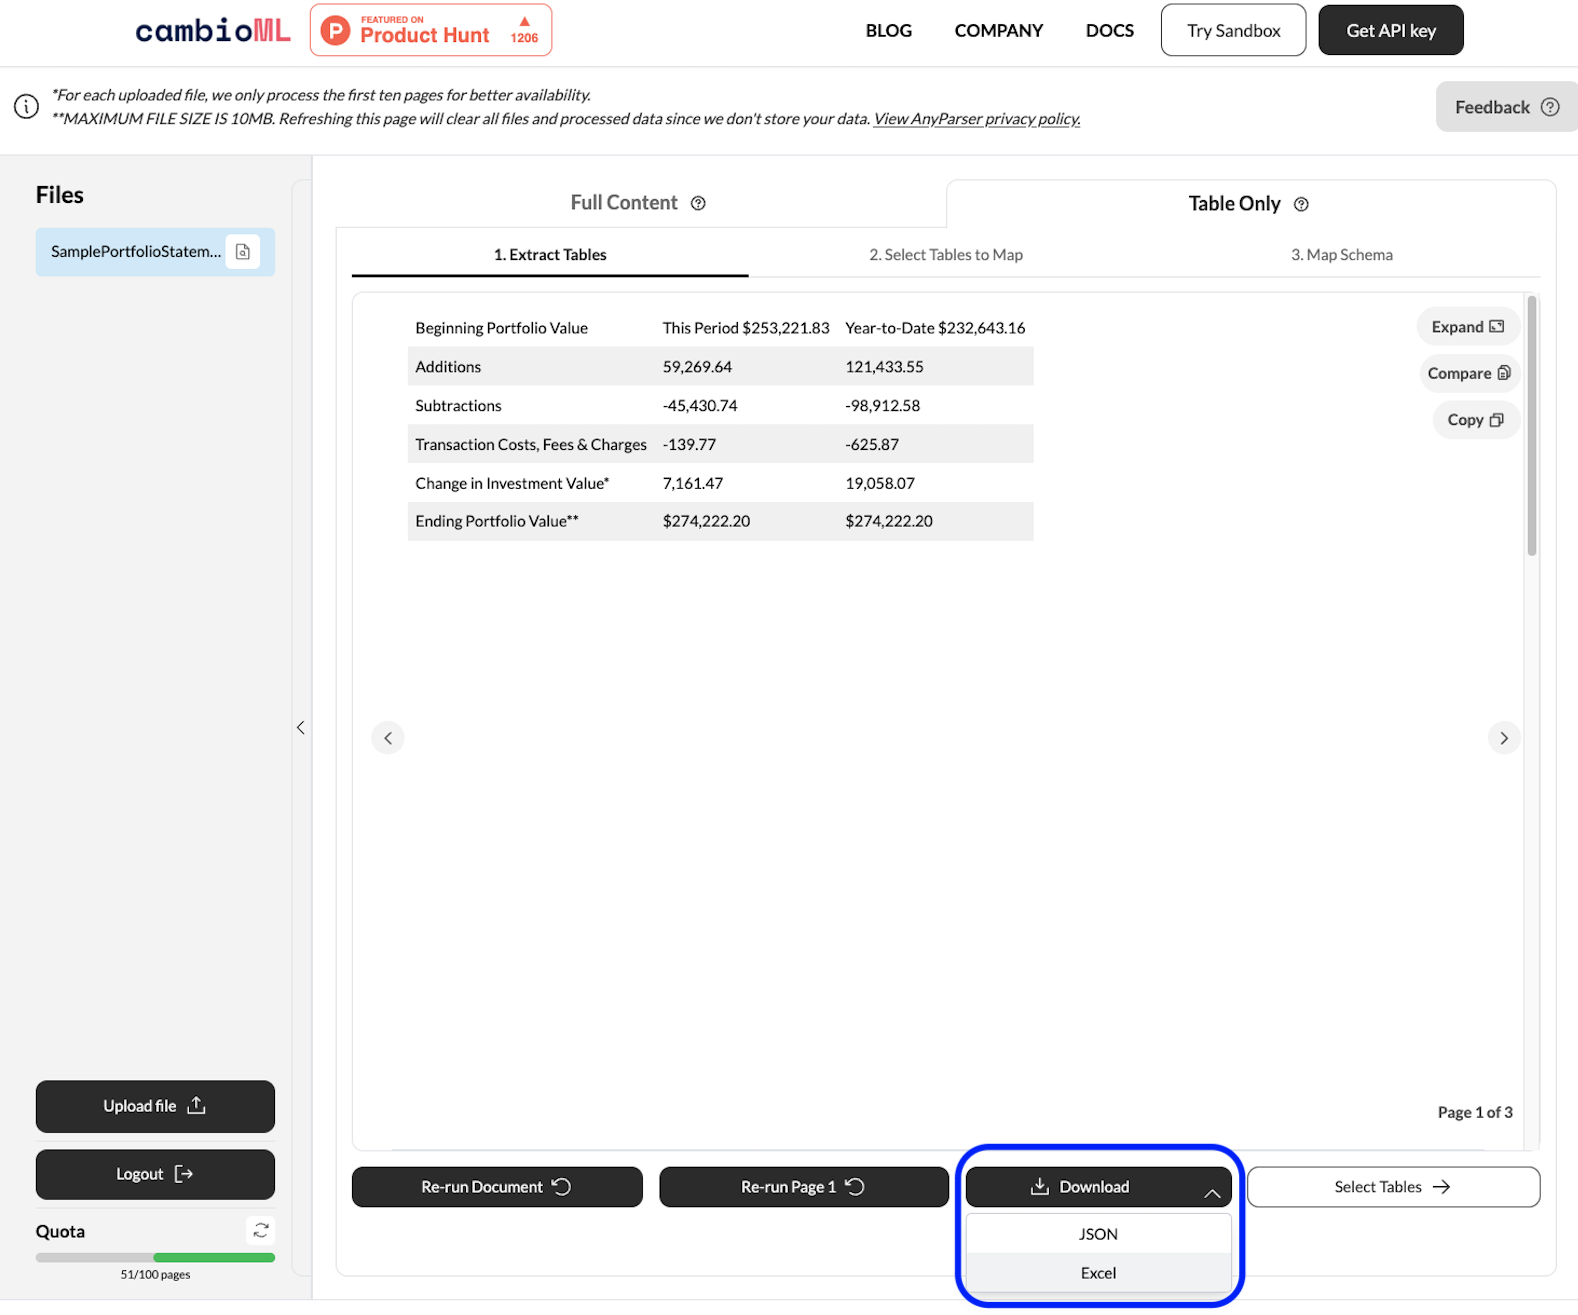 cambioML
P FEATURED ON Product Hunt 1206
BLOG COMPANY DOCS Try Sandbox Get API key
*For each uploaded file, we only process the first ten pages for better availability.
**MAXIMUM FILE SIZE IS 10MB. Refreshing this page will clear all files and processed data since we don't store your data. View AnyParser privacy policy.
Feedback
Files
SamplePortfolioStatem...
Full Content
Table Only
1. Extract Tables 2. Select Tables to Map 3. Map Schema
Beginning Portfolio Value This Period $253,221.83 Year-to-Date $232,643.16
Additions 59,269.64 121,433.55
Subtractions -45,430.74 -98,912.58
Transaction Costs, Fees & Charges -139.77 -625.87
Change in Investment Value* 7,161.47 19,058.07
Ending Portfolio Value** $274,222.20 $274,222.20
Expand
Compare
Copy
Page 1 of 3
Upload file
Logout
Quota
51/100 pages
Re-run Document Re-run Page 1 Download Select Tables
JSON
Excel